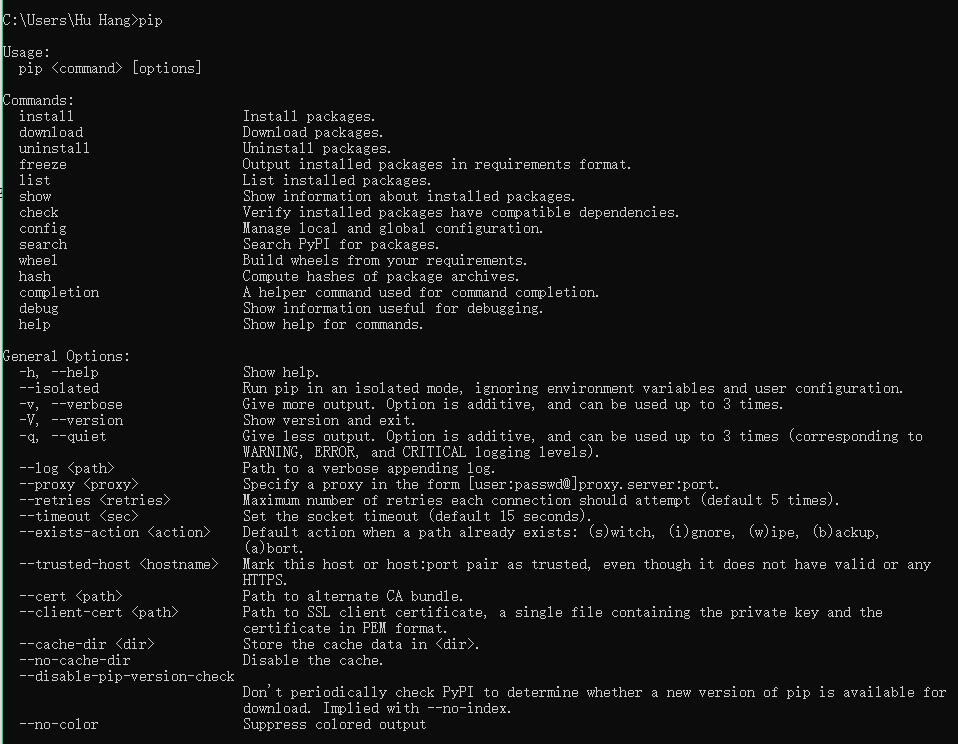 C:\Users\Hu Hang>pip
Usage:
pip <command> [options]
Commands:
install Install packages.
download Download packages.
uninstall Uninstall packages.
freeze Output installed packages in requirements format.
list List installed packages.
show Show information about installed packages.
check Verify installed packages have compatible dependencies.
config Manage local and global configuration.
search Search PyPI for packages.
wheel Build wheels from your requirements.
hash Compute hashes of package archives.
completion A helper command used for command completion.
debug Show information useful for debugging.
help Show help for commands.
General Options:
-h, --help Show help.
--isolated Run pip in an isolated mode, ignoring environment variables and user configuration.
-v, --verbose Give more output. Option is additive, and can be used up to 3 times.
-V, --version Show version and exit.
-q, --quiet Give less output. Option is additive, and can be used up to 3 times (corresponding to
WARNING, ERROR, and CRITICAL logging levels).
--log <path> Path to a verbose appending log.
--proxy <proxy> Specify a proxy in the form [user:passwd@]proxy.server:port.
--retries <retries> Maximum number of retries each connection should attempt (default 5 times).
--timeout <sec> Set the socket timeout (default 15 seconds).
--exists-action <action> Default action when a path already exists: (s)witch, (i)gnore, (w)ipe, (b)ackup,
(a)bort.
--trusted-host <hostname> Mark this host or host:port pair as trusted, even though it does not have valid or any
HTTPS.
--cert <path> Path to alternate CA bundle.
--client-cert <path> Path to SSL client certificate, a single file containing the private key and the
certificate in PEM format.
--cache-dir <dir> Store the cache data in <dir>.
--no-cache-dir Disable the cache.
--disable-pip-version-check
Don't periodically check PyPI to determine whether a new version of pip is available for
download. Implied with --no-index.
--no-color Suppress colored output